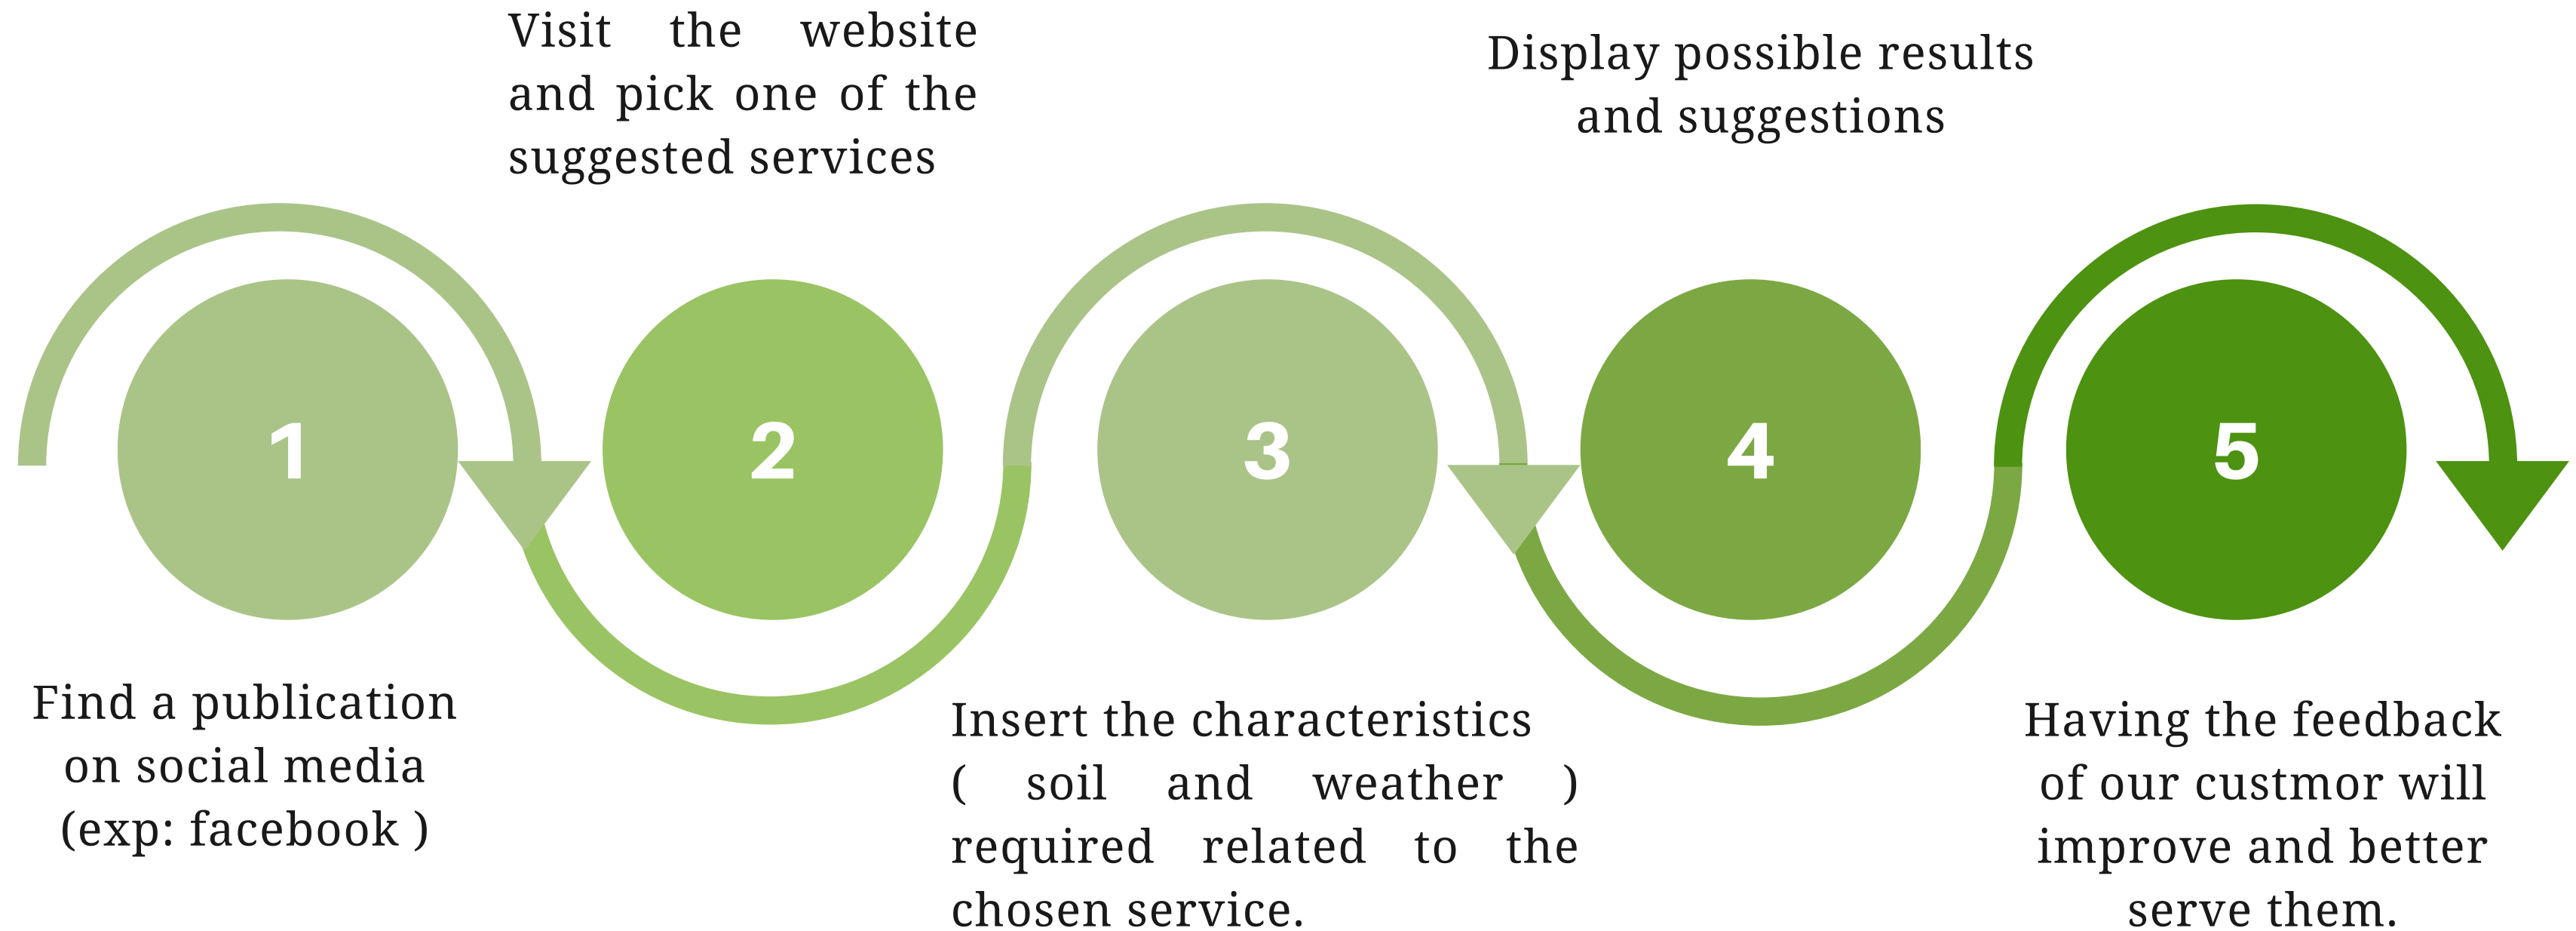 Visit the website
and pick one of the
suggested services
Display possible results
and suggestions
1
2
3
4
5
Find a publication
on social media
(exp: facebook )
Insert the characteristics
( soil and weather )
required related to the
chosen service.
Having the feedback
of our custmor will
improve and better
serve them.